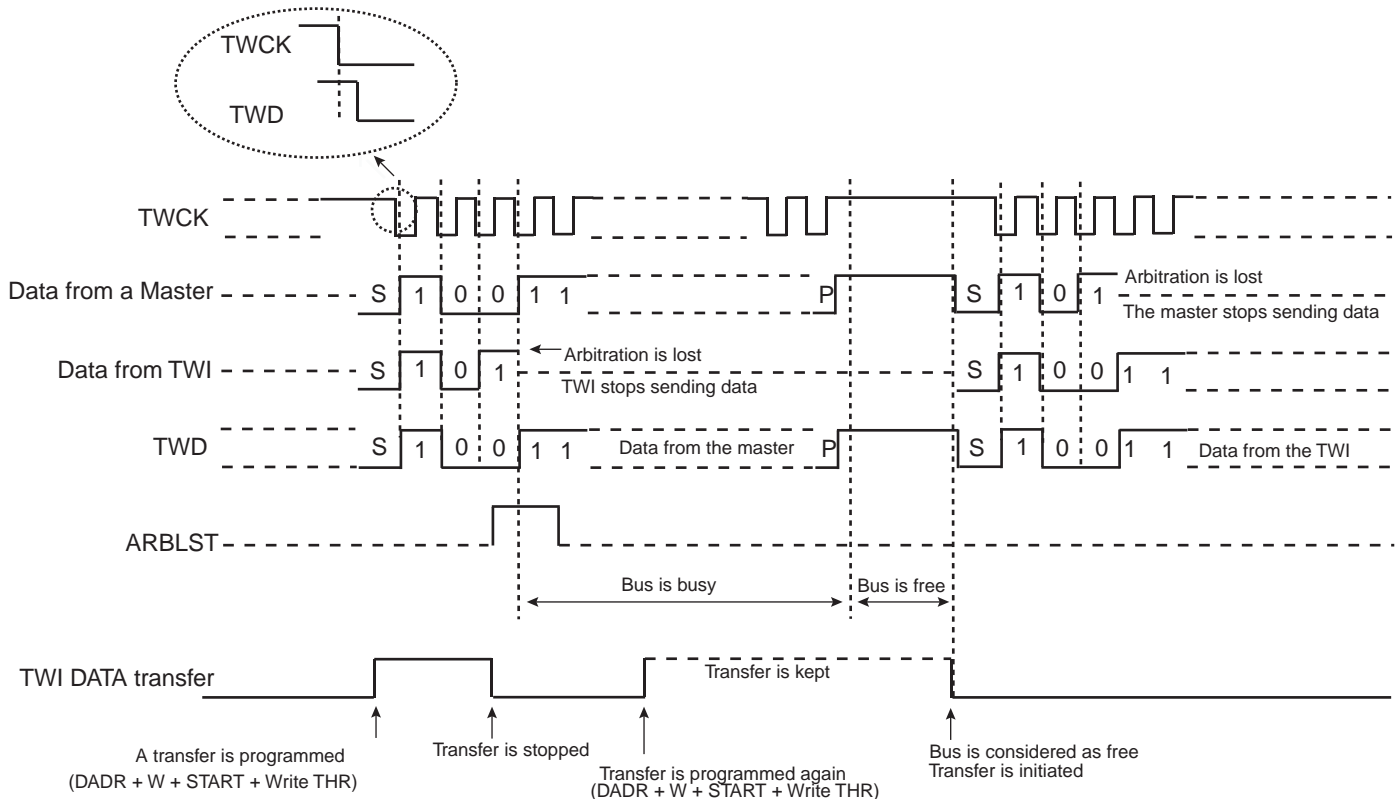 TWCK
TWD
TWCK
Data from a Master S 1 0 0 1 1 P S 1 0 1 Arbitration is lost
The master stops sending data
Data from TWI S 1 0 1 Arbitration is lost S 1 0 0 1 1
TWI stops sending data
TWD S 1 0 0 1 1 Data from the master P S 1 0 0 1 1 Data from the TWI
ARBLST
Bus is busy Bus is free
TWI DATA transfer Transfer is kept
A transfer is programmed
(DADR + W + START + Write THR)
Transfer is stopped
Transfer is programmed again
(DADR + W + START + Write THR)
Bus is considered as free
Transfer is initiated